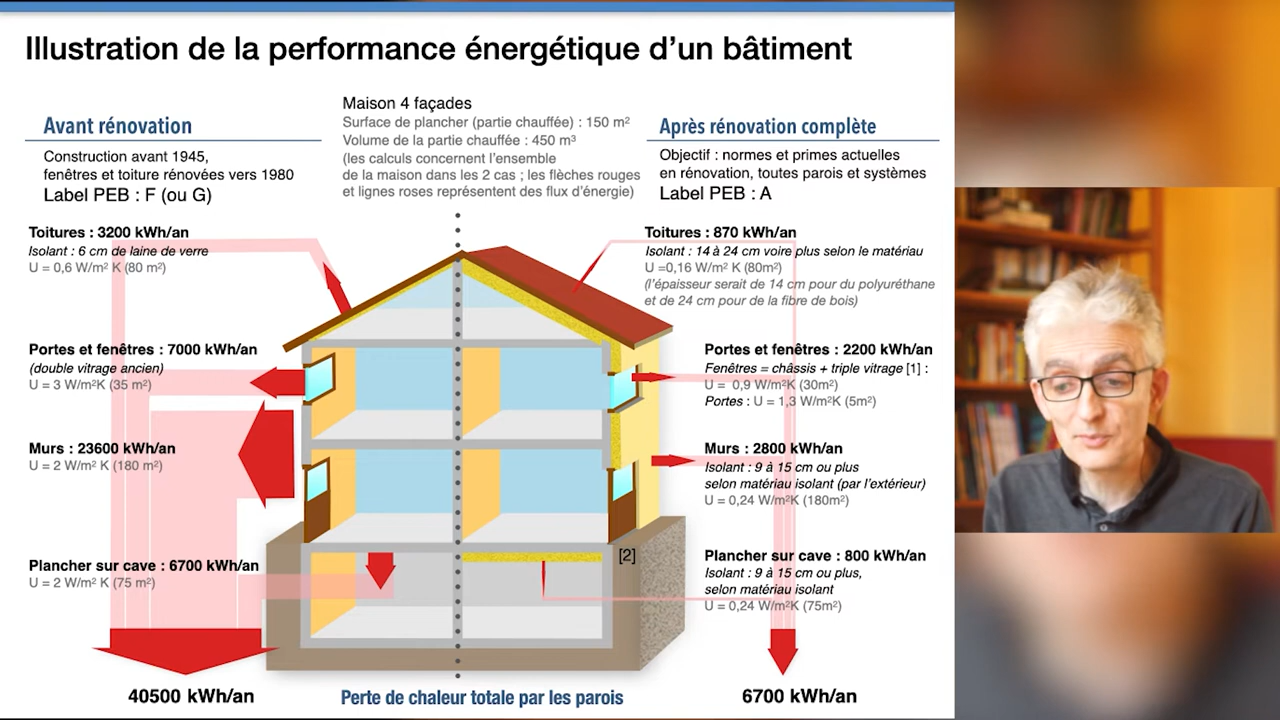 Illustration de la performance énergétique d’un bâtiment
Avant rénovation
Construction avant 1945,
fenêtres et toiture rénovées vers 1980
Label PEB : F (ou G)
Maison 4 façades
Surface de plancher (partie chauffée) : 150 m²
Volume de la partie chauffée : 450 m³
(les calculs concernent l’ensemble
de la maison dans les 2 cas ; les flèches rouges
et lignes roses représentent des flux d’énergie)
Après rénovation complète
Objectif : normes et primes actuelles
en rénovation, toutes parois et systèmes
Label PEB : A
Toitures : 3200 kWh/an
Isolant : 6 cm de laine de verre
U = 0,6 W/m² K (80 m²)
Portes et fenêtres : 7000 kWh/an
(double vitrage ancien)
U = 3 W/m²K (35 m²)
Murs : 23600 kWh/an
U = 2 W/m² K (180 m²)
Plancher sur cave : 6700 kWh/an
U = 2 W/m² K (75 m²)
40500 kWh/an
Toitures : 870 kWh/an
Isolant : 14 à 24 cm voire plus selon le matériau
U =0,16 W/m² K (80m²)
(l’épaisseur serait de 14 cm pour du polyuréthane
et de 24 cm pour de la fibre de bois)
Portes et fenêtres : 2200 kWh/an
Fenêtres = châssis + triple vitrage [1] :
U = 0,9 W/m²K (30m²)
Portes : U = 1,3 W/m²K (5m²)
Murs : 2800 kWh/an
Isolant : 9 à 15 cm ou plus
selon matériau isolant (par l’extérieur)
U = 0,24 W/m²K (180m²)
[2]
Plancher sur cave : 800 kWh/an
Isolant : 9 à 15 cm ou plus,
selon matériau isolant
U = 0,24 W/m²K (75m²)
Perte de chaleur totale par les parois
6700 kWh/an